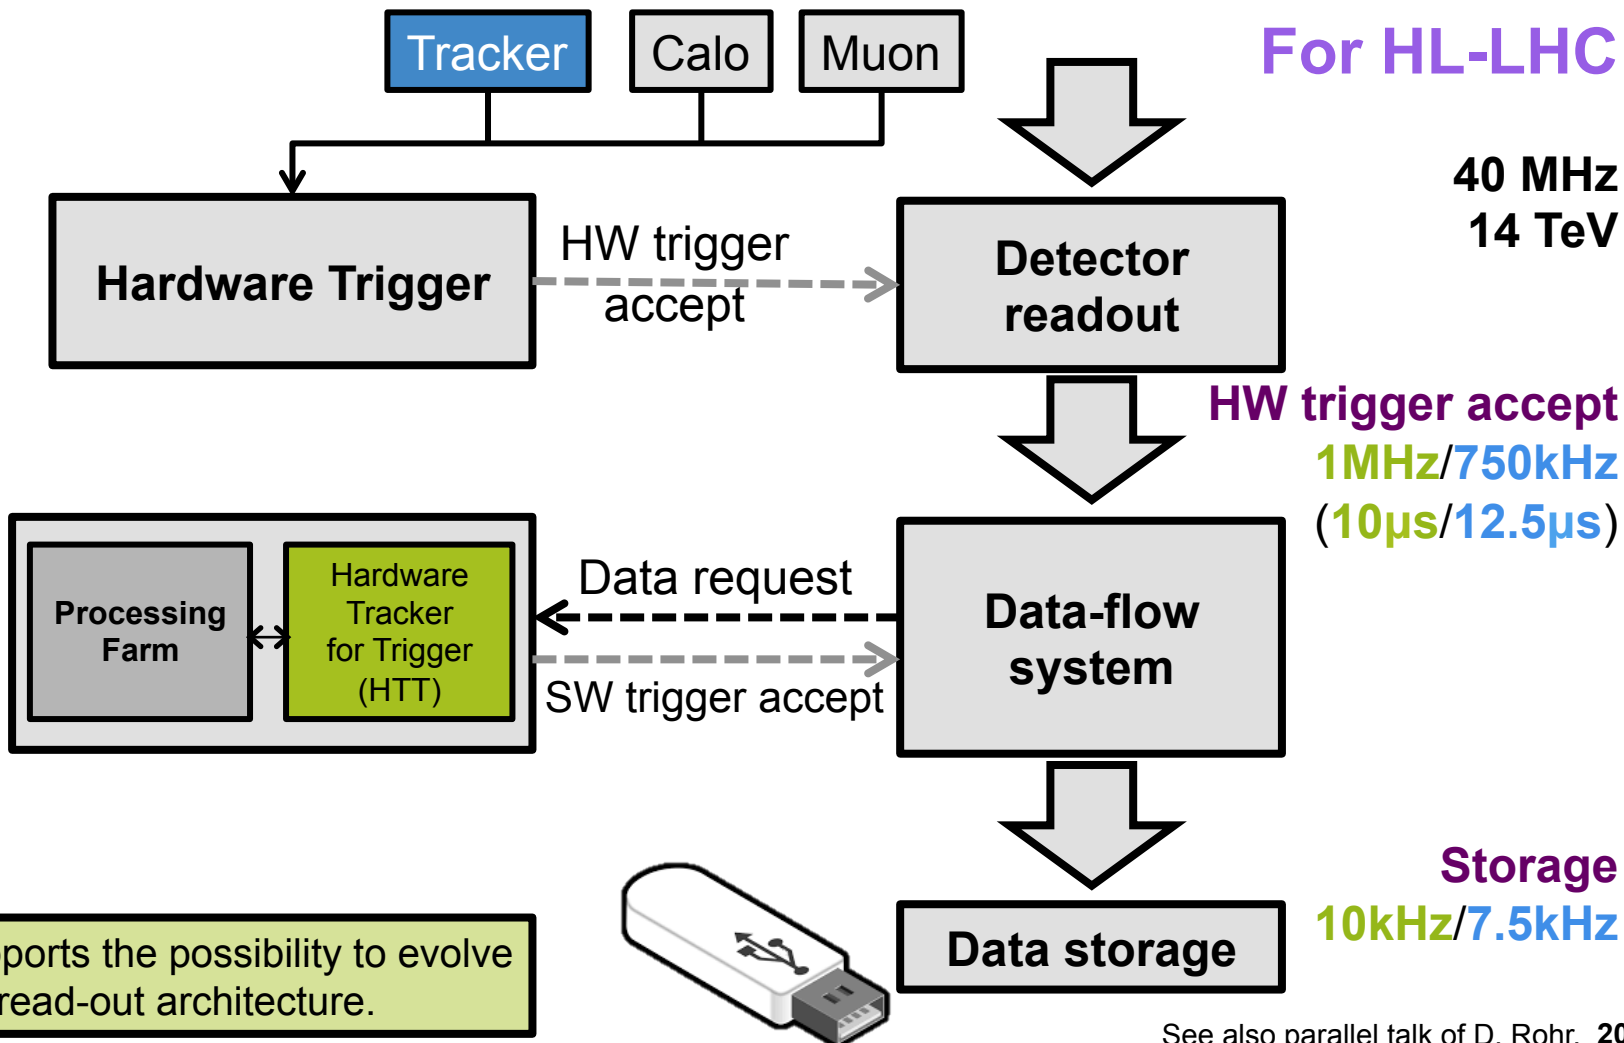 Tracker
Calo
Muon
For HL-LHC
40 MHz
14 TeV
Hardware Trigger
HW trigger
accept
Detector
readout
HW trigger accept
1MHz/750kHz
(10µs/12.5µs)
Processing
Farm
Hardware
Tracker
for Trigger
(HTT)
Data request
SW trigger accept
Data-flow
system
Storage
10kHz/7.5kHz
Data storage
the possibility to evolve
read-out architecture.
See also parallel talk of D. Rohr.